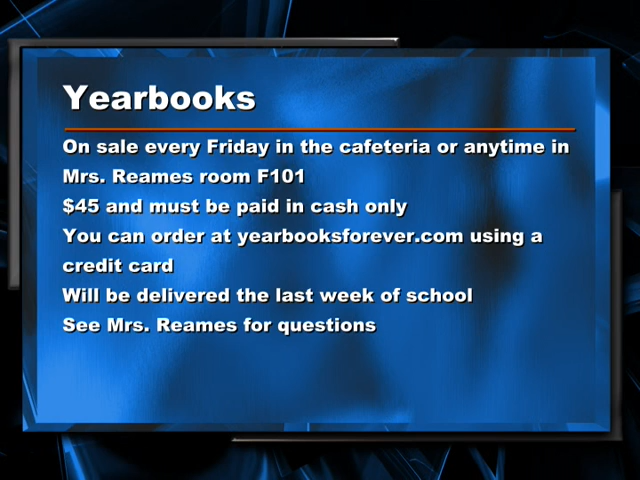 Yearbooks
On sale every Friday in the cafeteria or anytime in
Mrs. Reames room F101
$45 and must be paid in cash only
You can order at yearbooksforever.com using a
credit card
Will be delivered the last week of school
See Mrs. Reames for questions